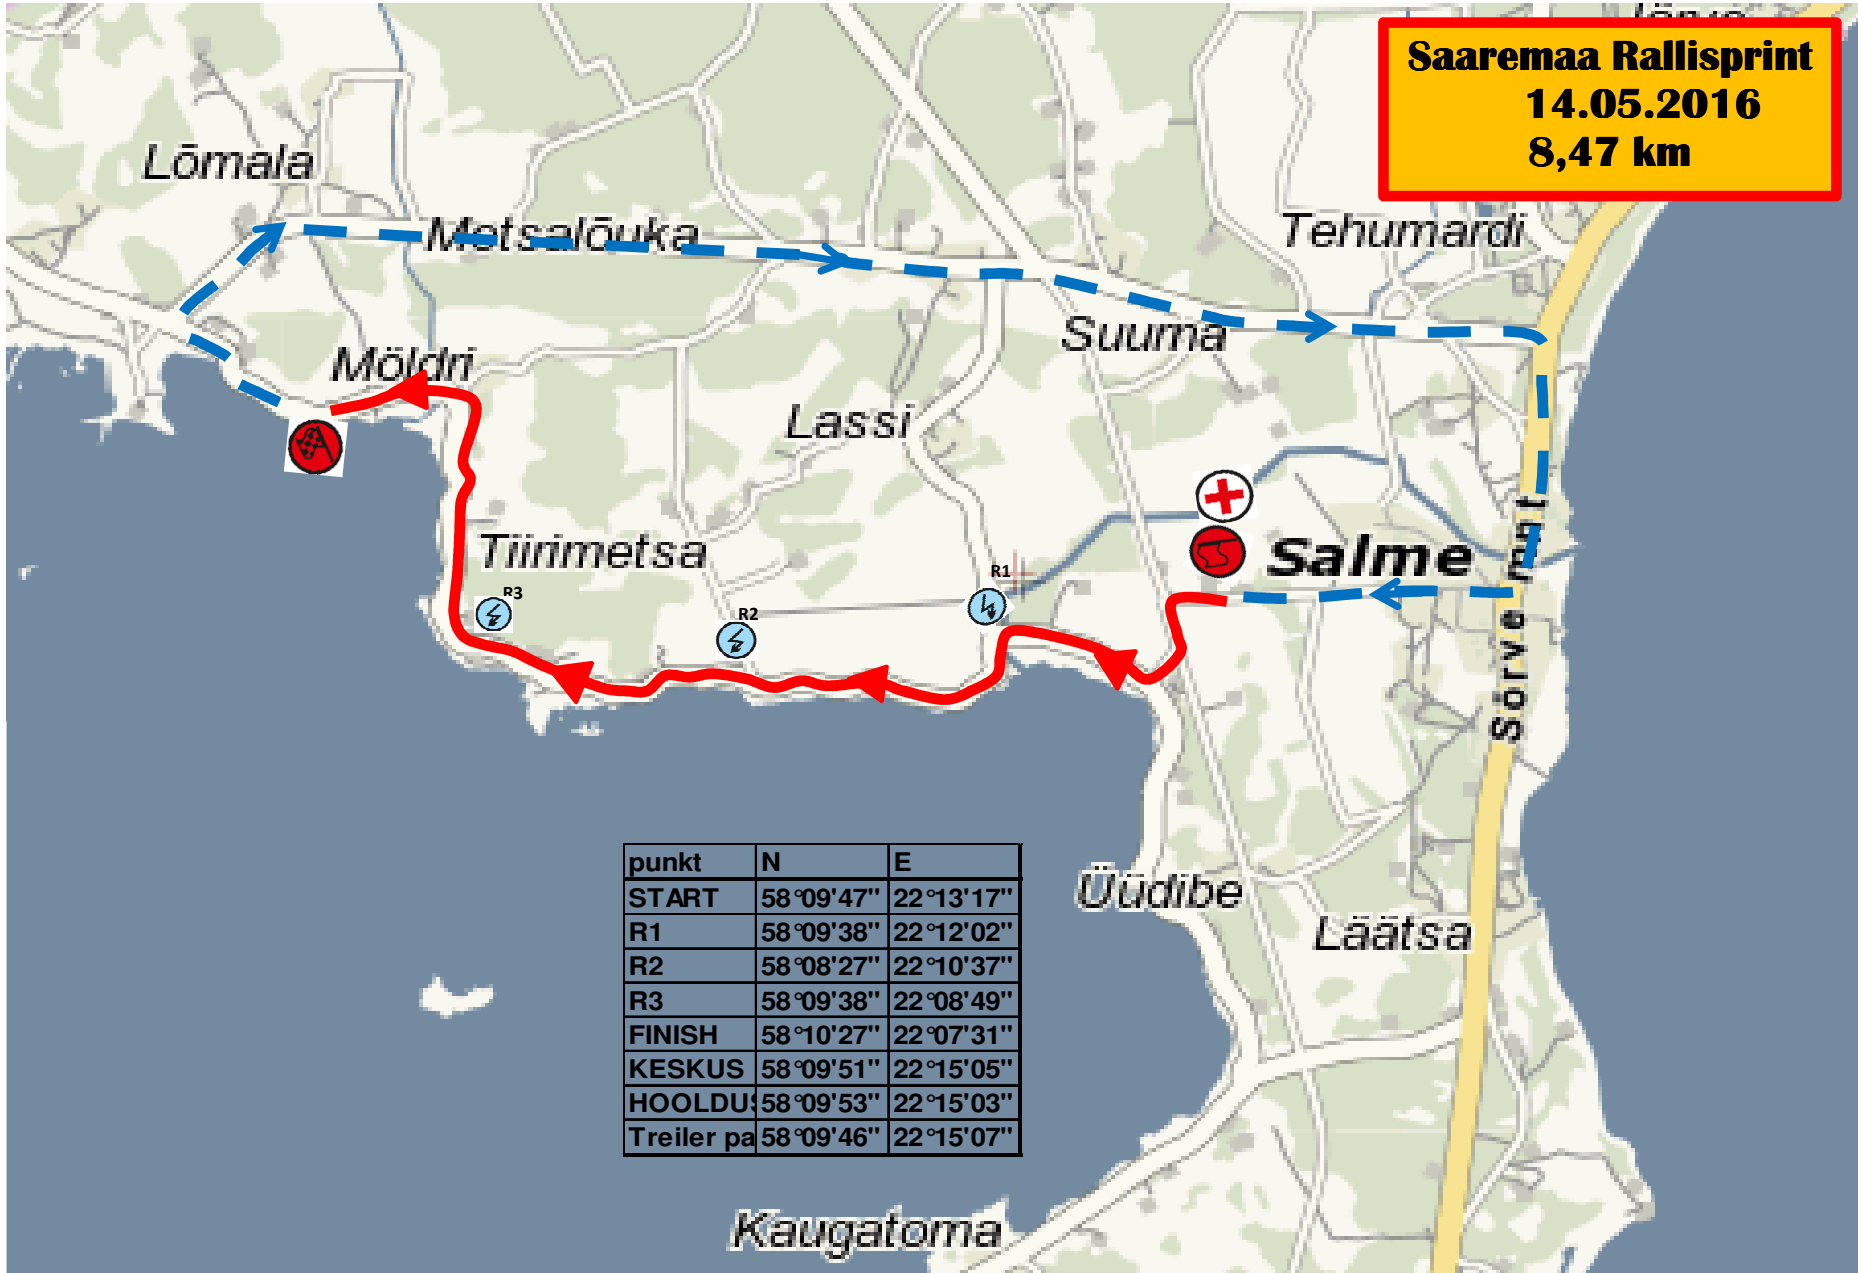 Saaremaa Rallisprint
14.05.2016
8,47 km
Lõmala
Metsalõuka
Tehumardi
Suurna
Möldri
Lassi
Tiirimetsa
Salme
R1
R3
R2
Sõrve mnt
punkt N E
START 58°09'47" 22°13'17"
R1 58°09'38" 22°12'02"
R2 58°08'27" 22°10'37"
R3 58°09'38" 22°08'49"
FINISH 58°10'27" 22°07'31"
KESKUS 58°09'51" 22°15'05"
HOOLDUS 58°09'53" 22°15'03"
Treiler pa 58°09'46" 22°15'07"
Üüdibe
Läätsa
Kaugatoma